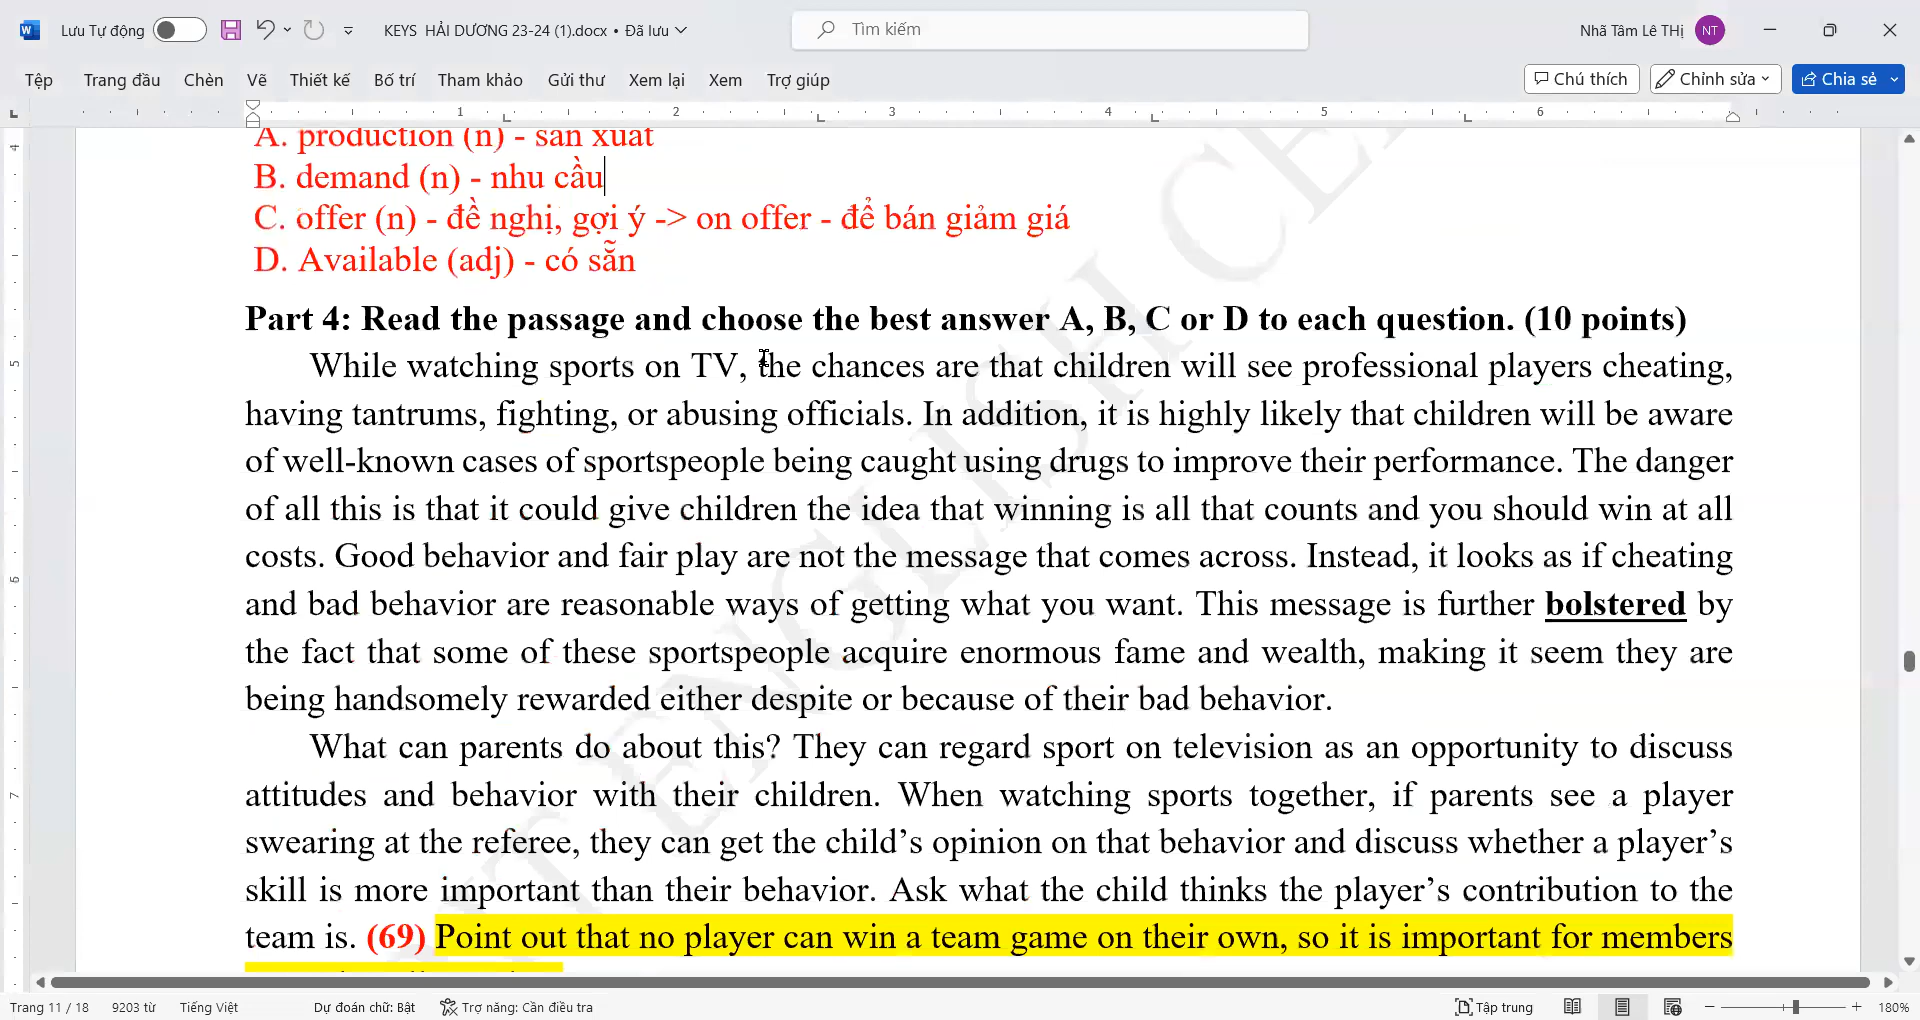 Lưu Tự động
KEYS HẢI DƯƠNG 23-24 (1).docx • Đã lưu
Tìm kiếm
Nhã Tâm Lê THị
NT
Tệp Trang đầu Chèn Vẽ Thiết kế Bố trí Tham khảo Gửi thư Xem lại Xem Trợ giúp
Chú thích Chỉnh sửa Chia sẻ
1 2 3 4 5 6
A. production (n) - sản xuất
B. demand (n) - nhu cầu
C. offer (n) - đề nghị, gợi ý -> on offer - để bán giảm giá
D. Available (adj) - có sẵn
Part 4: Read the passage and choose the best answer A, B, C or D to each question. (10 points)
While watching sports on TV, the chances are that children will see professional players cheating,
having tantrums, fighting, or abusing officials. In addition, it is highly likely that children will be aware
of well-known cases of sportspeople being caught using drugs to improve their performance. The danger
of all this is that it could give children the idea that winning is all that counts and you should win at all
costs. Good behavior and fair play are not the message that comes across. Instead, it looks as if cheating
and bad behavior are reasonable ways of getting what you want. This message is further bolstered by
the fact that some of these sportspeople acquire enormous fame and wealth, making it seem they are
being handsomely rewarded either despite or because of their bad behavior.
What can parents do about this? They can regard sport on television as an opportunity to discuss
attitudes and behavior with their children. When watching sports together, if parents see a player
swearing at the referee, they can get the child's opinion on that behavior and discuss whether a player's
skill is more important than their behavior. Ask what the child thinks the player's contribution to the
team is. (69) Point out that no player can win a team game on their own, so it is important for members
Trang 11 / 18 9203 từ Tiếng Việt Dự đoán chữ: Bật Trợ năng: Cần điều tra Tập trung 180%